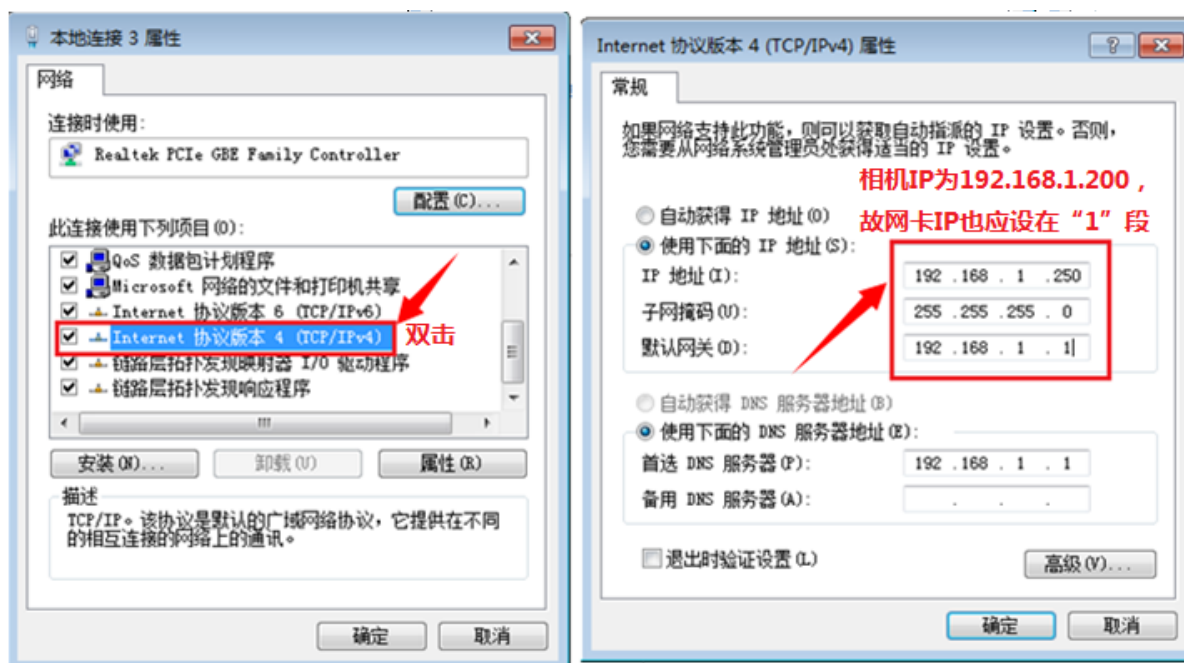 本地连接 3 属性
网络
连接时使用:
Realtek PCIe GBE Family Controller
配置(C)...
此连接使用下列项目(O):
QoS 数据包计划程序
Microsoft 网络的文件和打印机共享
Internet 协议版本 6 (TCP/IPv6)
Internet 协议版本 4 (TCP/IPv4)
双击
链路层拓扑发现映射器 I/O 驱动程序
链路层拓扑发现响应程序
安装(N)...
卸载(U)
属性(R)
描述
TCP/IP。该协议是默认的广域网络协议，它提供在不同
的相互连接的网络上的通讯。
确定
取消
Internet 协议版本 4 (TCP/IPv4) 属性
常规
如果网络支持此功能，则可以获取自动指派的 IP 设置。否则，
您需要从网络系统管理员处获得适当的 IP 设置。
相机IP为192.168.1.200，
故网卡IP也应设在“1”段
自动获得 IP 地址(O)
使用下面的 IP 地址(S):
IP 地址(I):
192 .168 . 1 .250
子网掩码(U):
255 .255 .255 . 0
默认网关(D):
192 .168 . 1 . 1
自动获得 DNS 服务器地址(B)
使用下面的 DNS 服务器地址(E):
首选 DNS 服务器(P):
192 .168 . 1 . 1
备用 DNS 服务器(A):
. . .
退出时验证设置(L)
高级(V)...
确定
取消